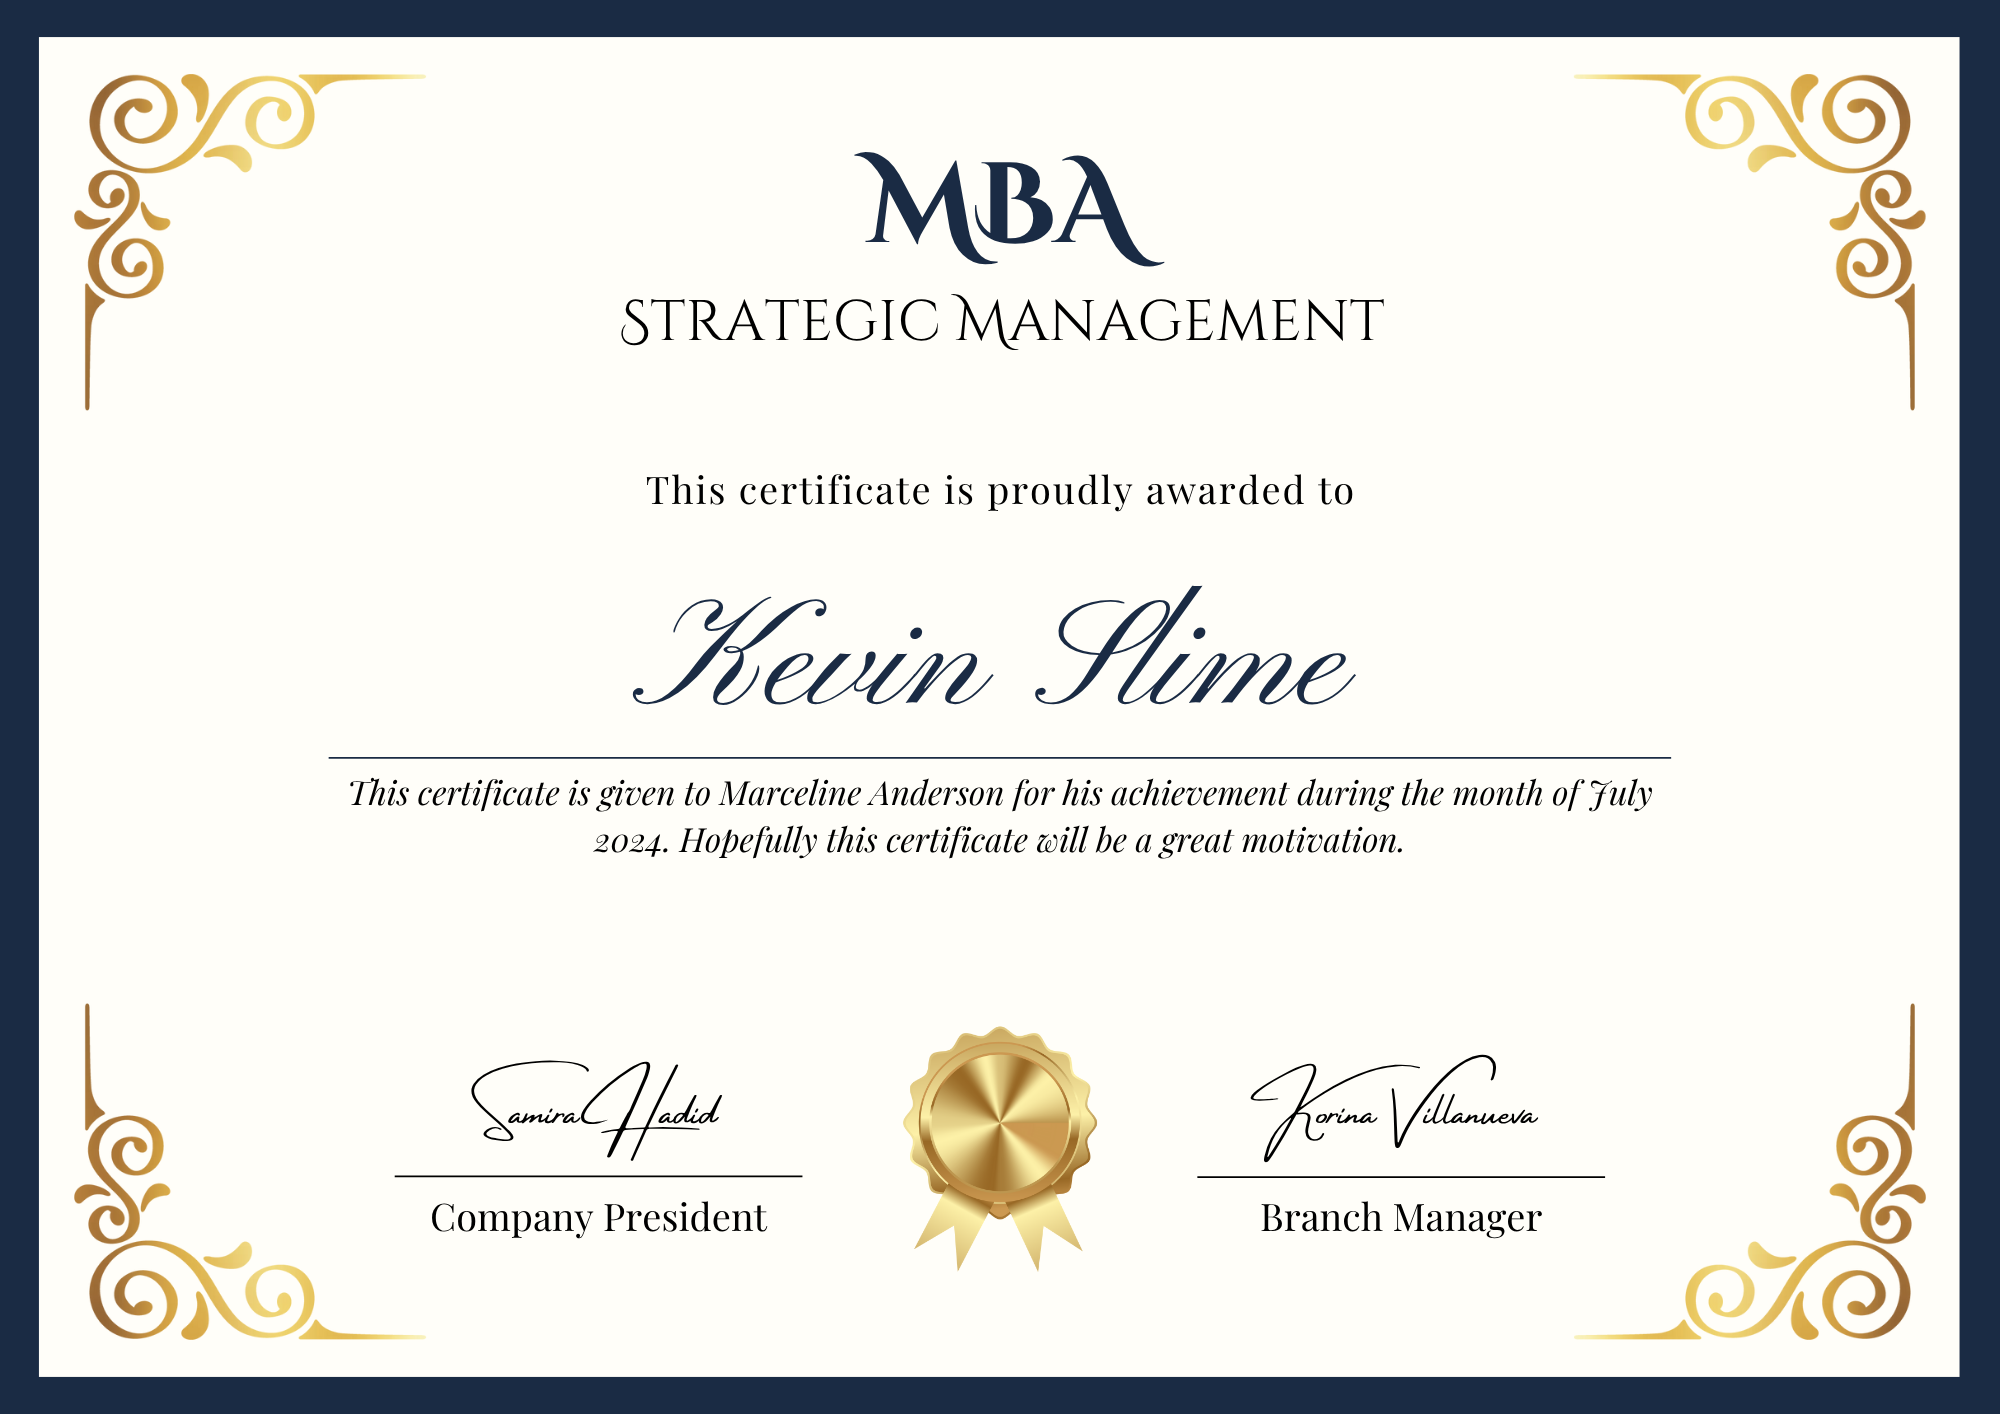 MBA
Strategic Management
This certificate is proudly awarded to
Kevin Slime
This certificate is given to Marceline Anderson for his achievement during the month of July
2024. Hopefully this certificate will be a great motivation.
Samira Hadid
Korina Villanueva
Company President
Branch Manager